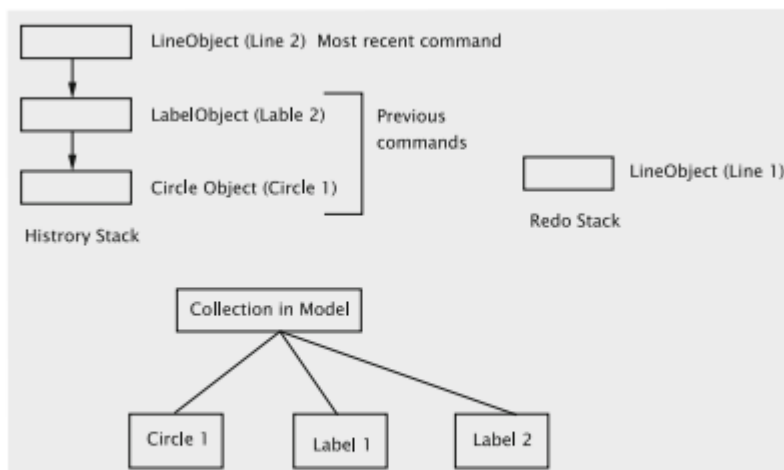 LineObject (Line 2) Most recent command
LabelObject (Lable 2)
Previous
commands
Circle Object (Circle 1)
LineObject (Line 1)
Histrory Stack
Redo Stack
Collection in Model
Circle 1
Label 1
Label 2